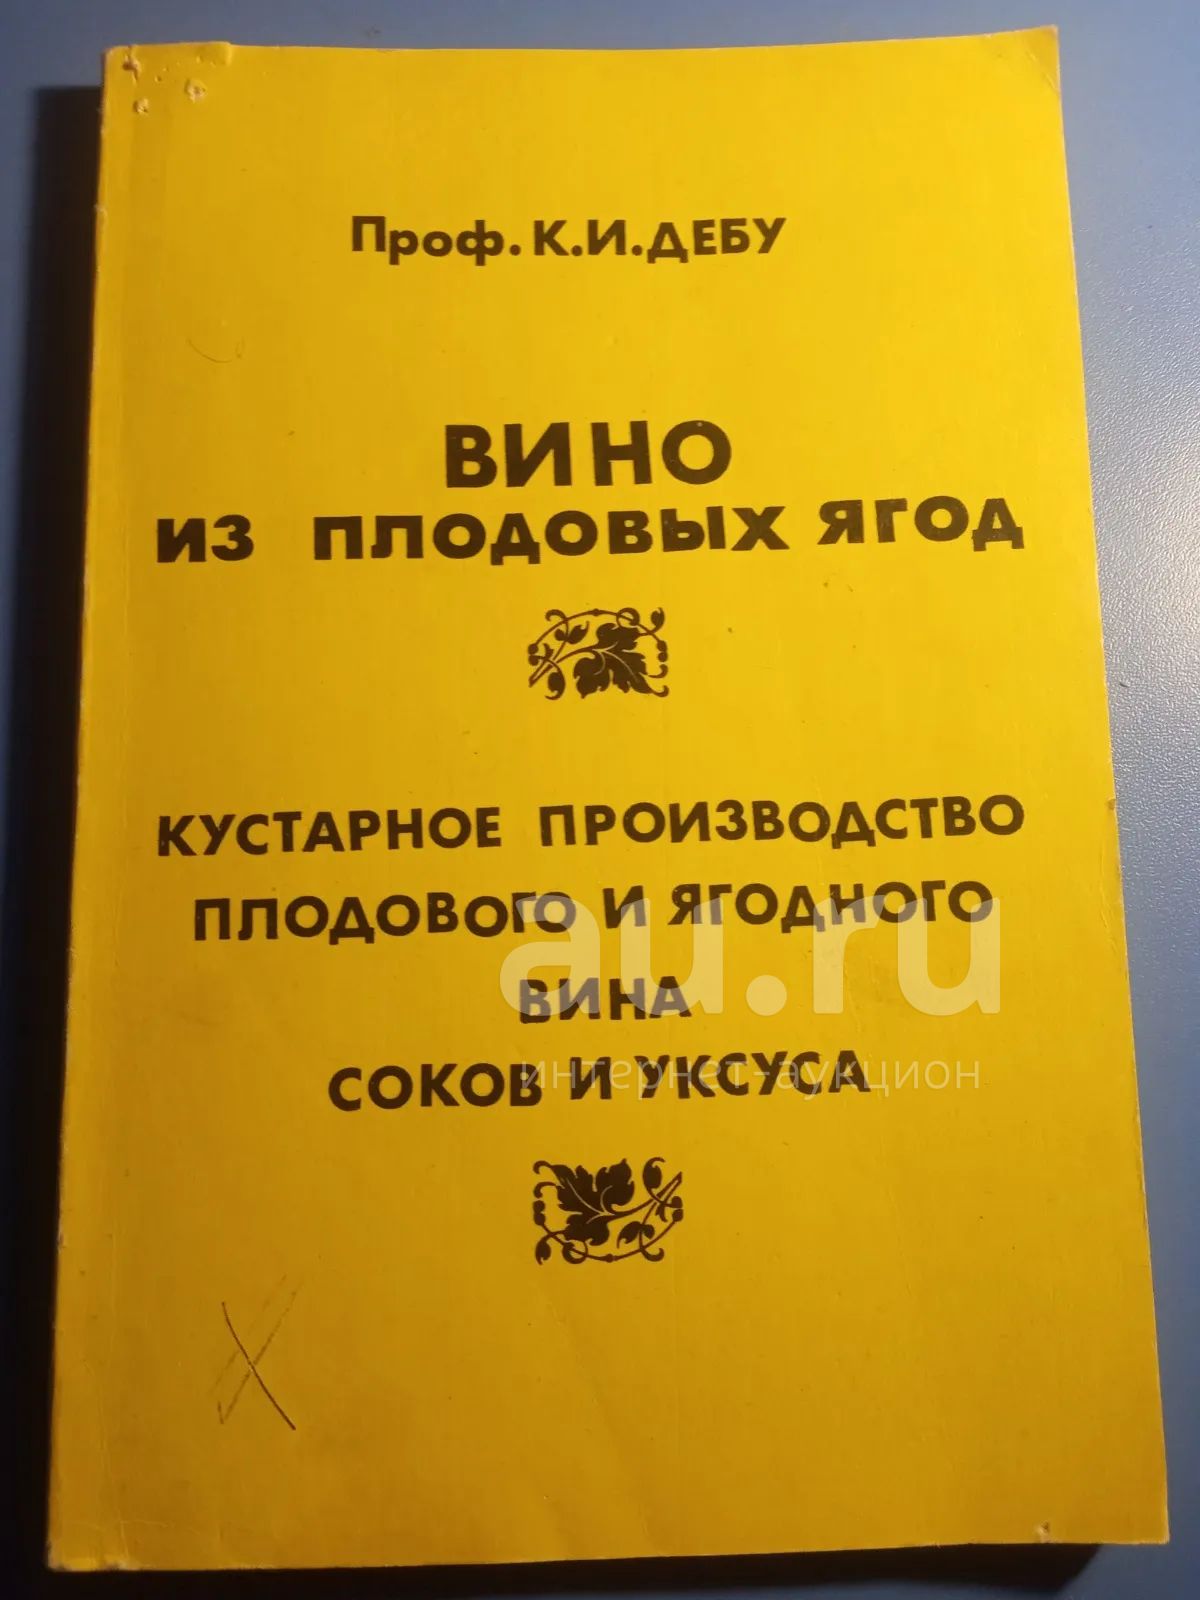 Проф. К.И.ДЕБУ
ВИНО
ИЗ ПЛОДОВЫХ ЯГОД
КУСТАРНОЕ ПРОИЗВОДСТВО
ПЛОДОВОГО И ЯГОДНОГО
ВИНА
СОКОВ И УКСУСА
au.ru
интернет-аукцион